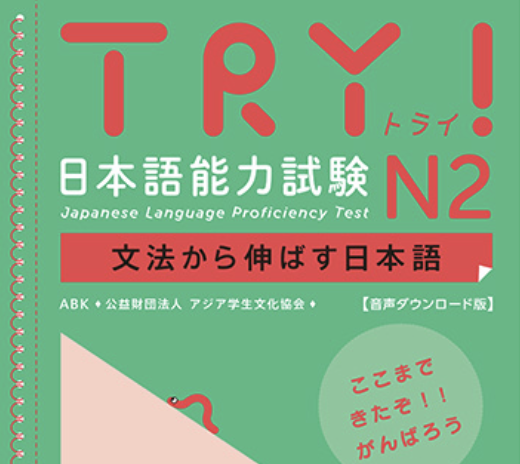 TRY!
トライ
日本語能力試験 N2
Japanese Language Proficiency Test
文法から伸ばす日本語
ABK ♦ 公益財団法人 アジア学生文化協会 ♦ 【音声ダウンロード版】
ここまで
きたぞ!!
がんばろう